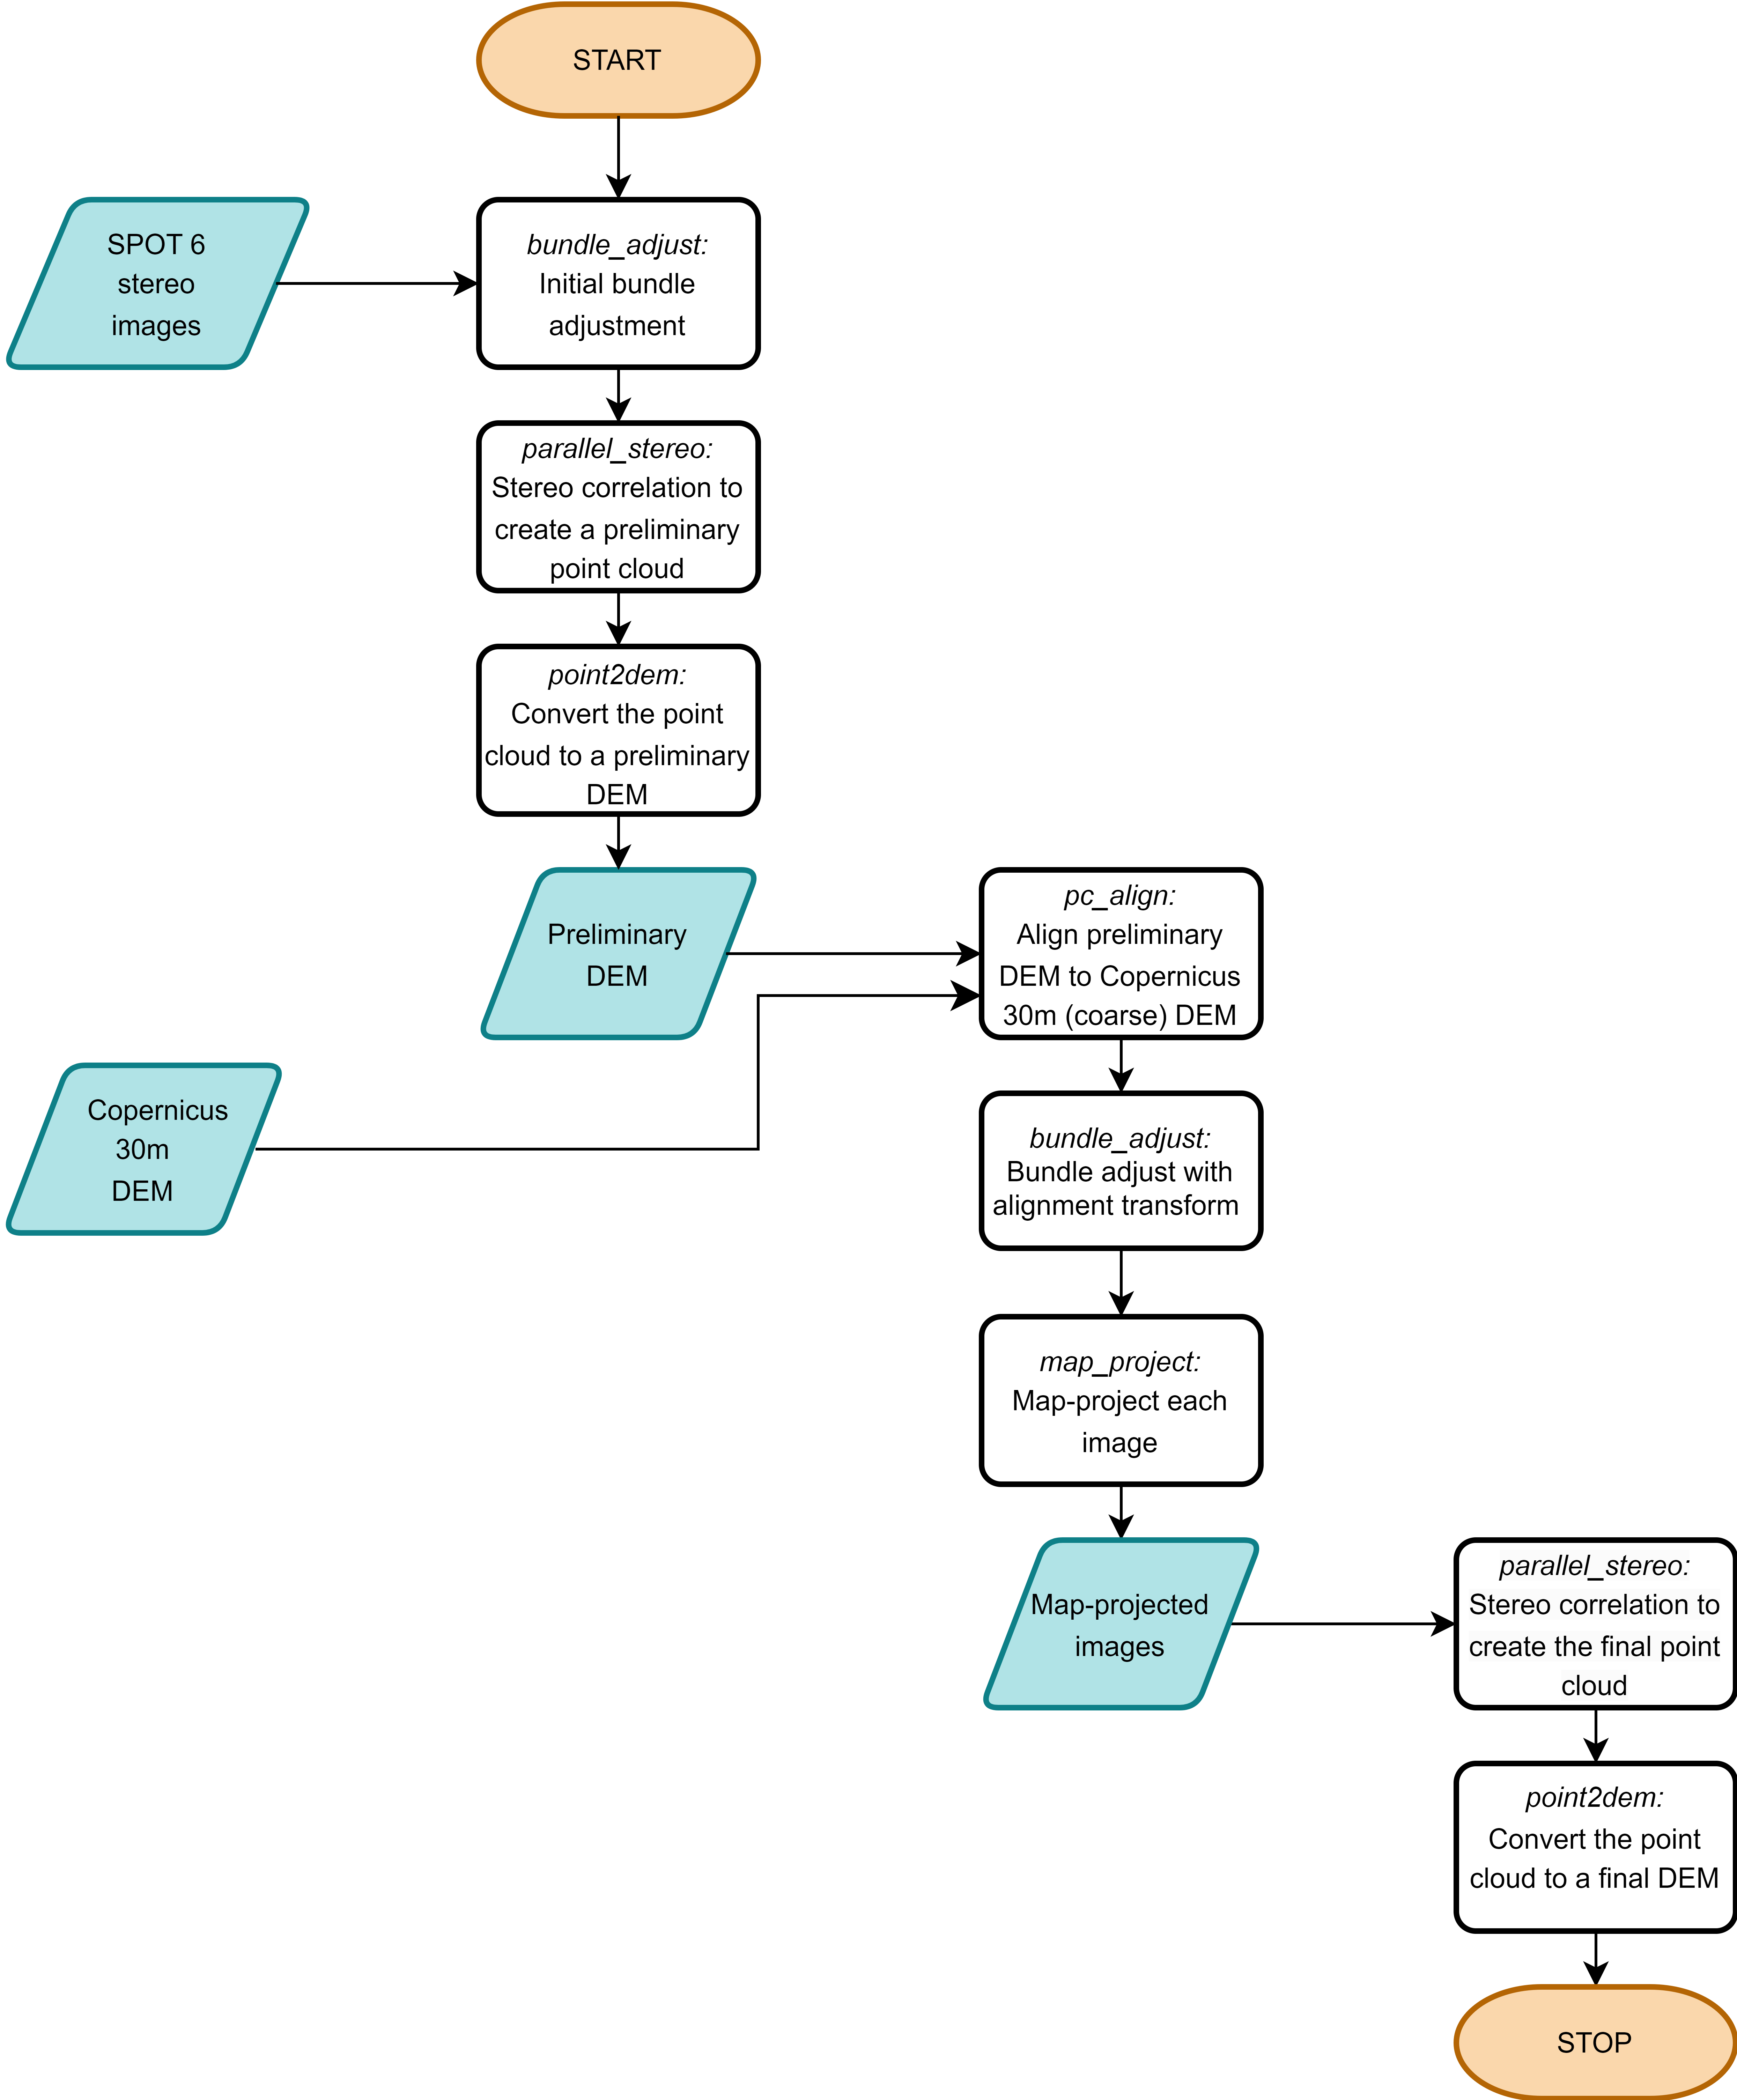 START
SPOT 6
stereo
images
bundle_adjust:
Initial bundle
adjustment
parallel_stereo:
Stereo correlation to
create a preliminary
point cloud
point2dem:
Convert the point
cloud to a preliminary
DEM
Preliminary
DEM
pc_align:
Align preliminary
DEM to Copernicus
30m (coarse) DEM
Copernicus
30m
DEM
bundle_adjust:
Bundle adjust with
alignment transform
map_project:
Map-project each
image
Map-projected
images
parallel_stereo:
Stereo correlation to
create the final point
cloud
point2dem:
Convert the point
cloud to a final DEM
STOP